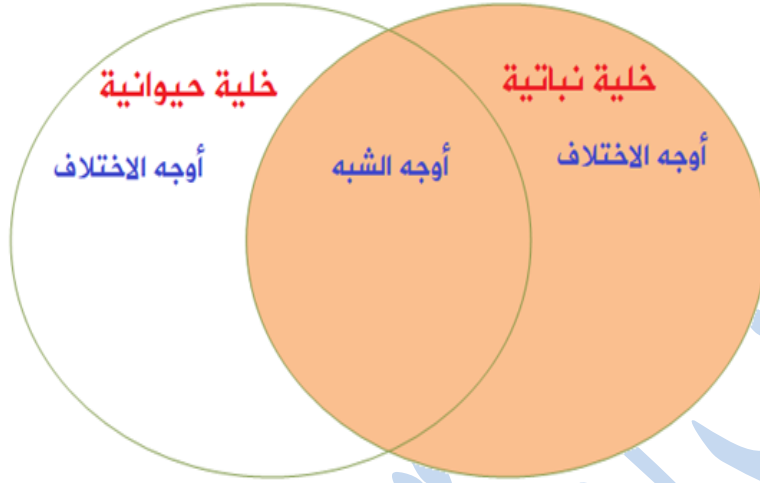 خلية نباتية
أوجه الاختلاف
أوجه الشبه
خلية حيوانية
أوجه الاختلاف